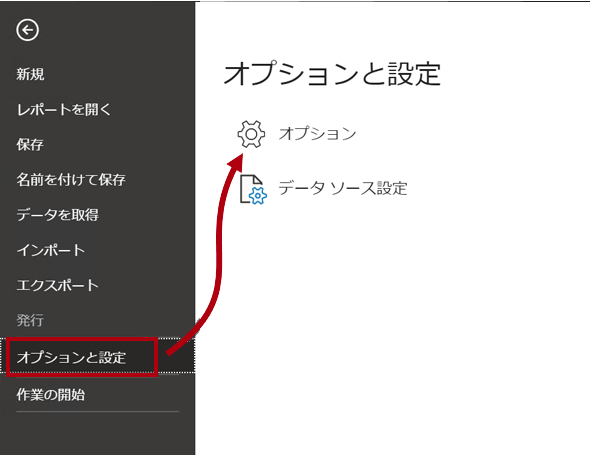 新規
レポートを開く
保存
名前を付けて保存
データを取得
インポート
エクスポート
発行
オプションと設定
作業の開始
オプションと設定
オプション
データ ソース設定